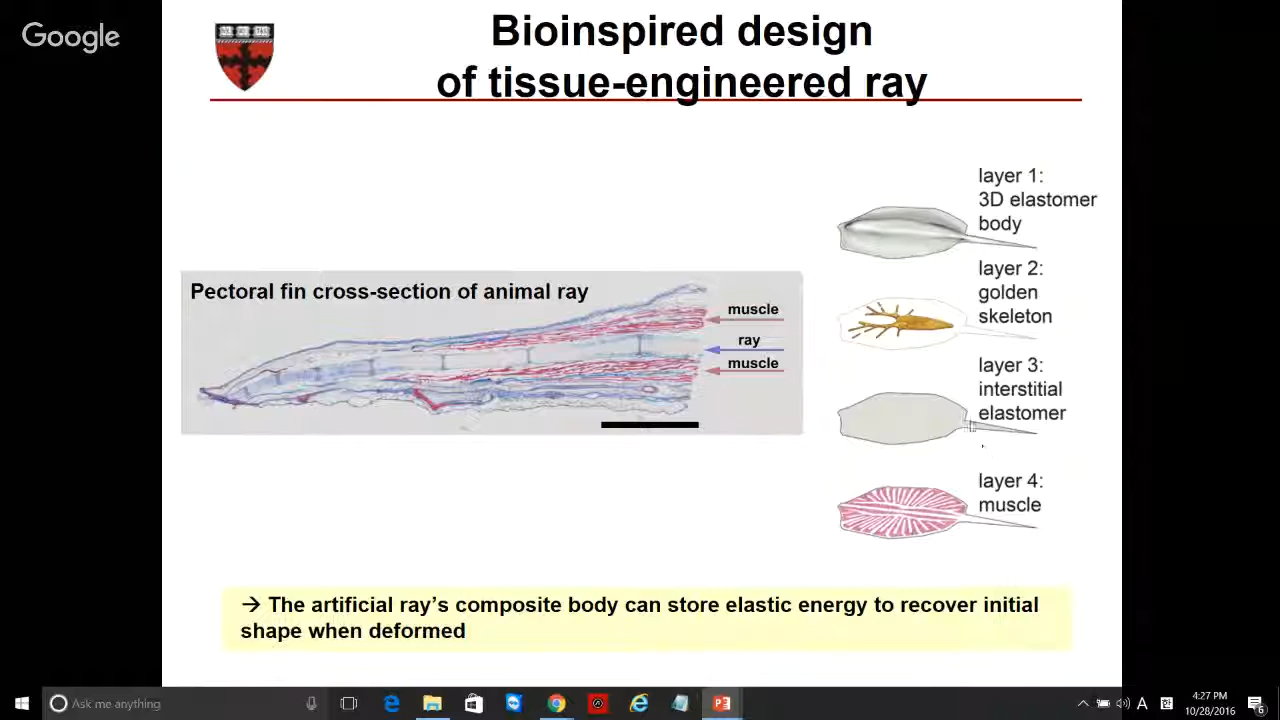 Google
Bioinspired design
of tissue-engineered ray
Pectoral fin cross-section of animal ray
muscle
ray
muscle
layer 1:
3D elastomer
body
layer 2:
golden
skeleton
layer 3:
interstitial
elastomer
layer 4:
muscle
→ The artificial ray's composite body can store elastic energy to recover initial
shape when deformed
Ask me anything
A
4:27 PM
10/28/2016
6